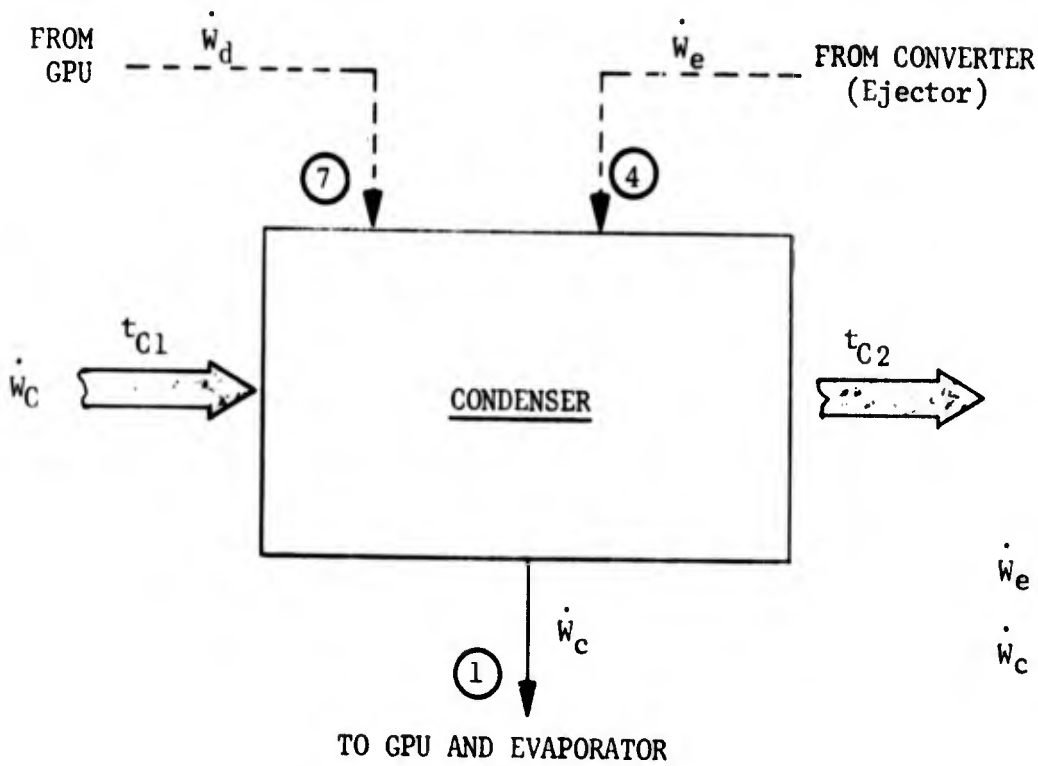 FROM
GPU
Ẇd
Ẇe
FROM CONVERTER
(Ejector)
7
4
tC1
ẆC
tC2
CONDENSER
Ẇe
Ẇc
Ẇc
1
TO GPU AND EVAPORATOR